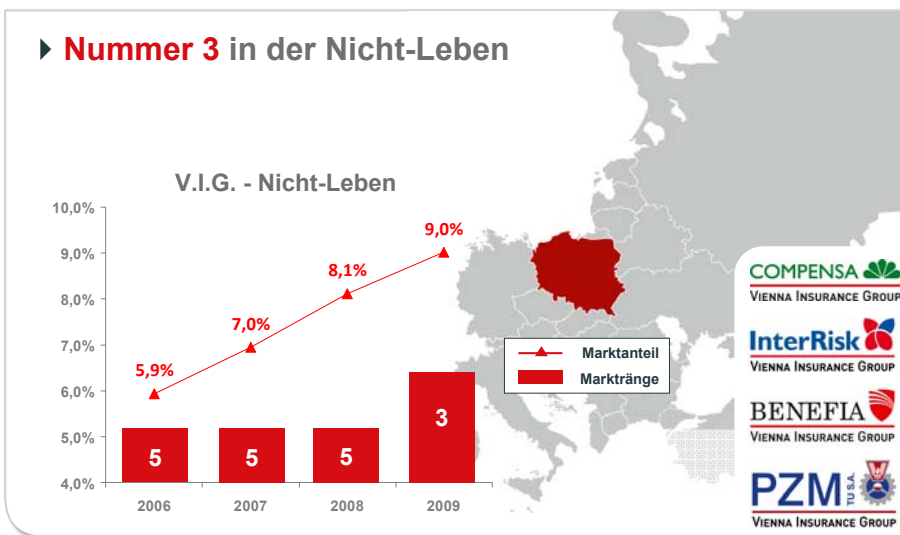 Nummer 3 in der Nicht-Leben
V.I.G. - Nicht-Leben
10,0%
9,0%
8,0%
7,0%
6,0%
5,0%
4,0%
5,9%
7,0%
8,1%
9,0%
5
5
5
3
2006
2007
2008
2009
Marktanteil
Marktränge
COMPENSA
VIENNA INSURANCE GROUP
InterRisk
VIENNA INSURANCE GROUP
BENEFIA
VIENNA INSURANCE GROUP
PZM TU S.A.
VIENNA INSURANCE GROUP